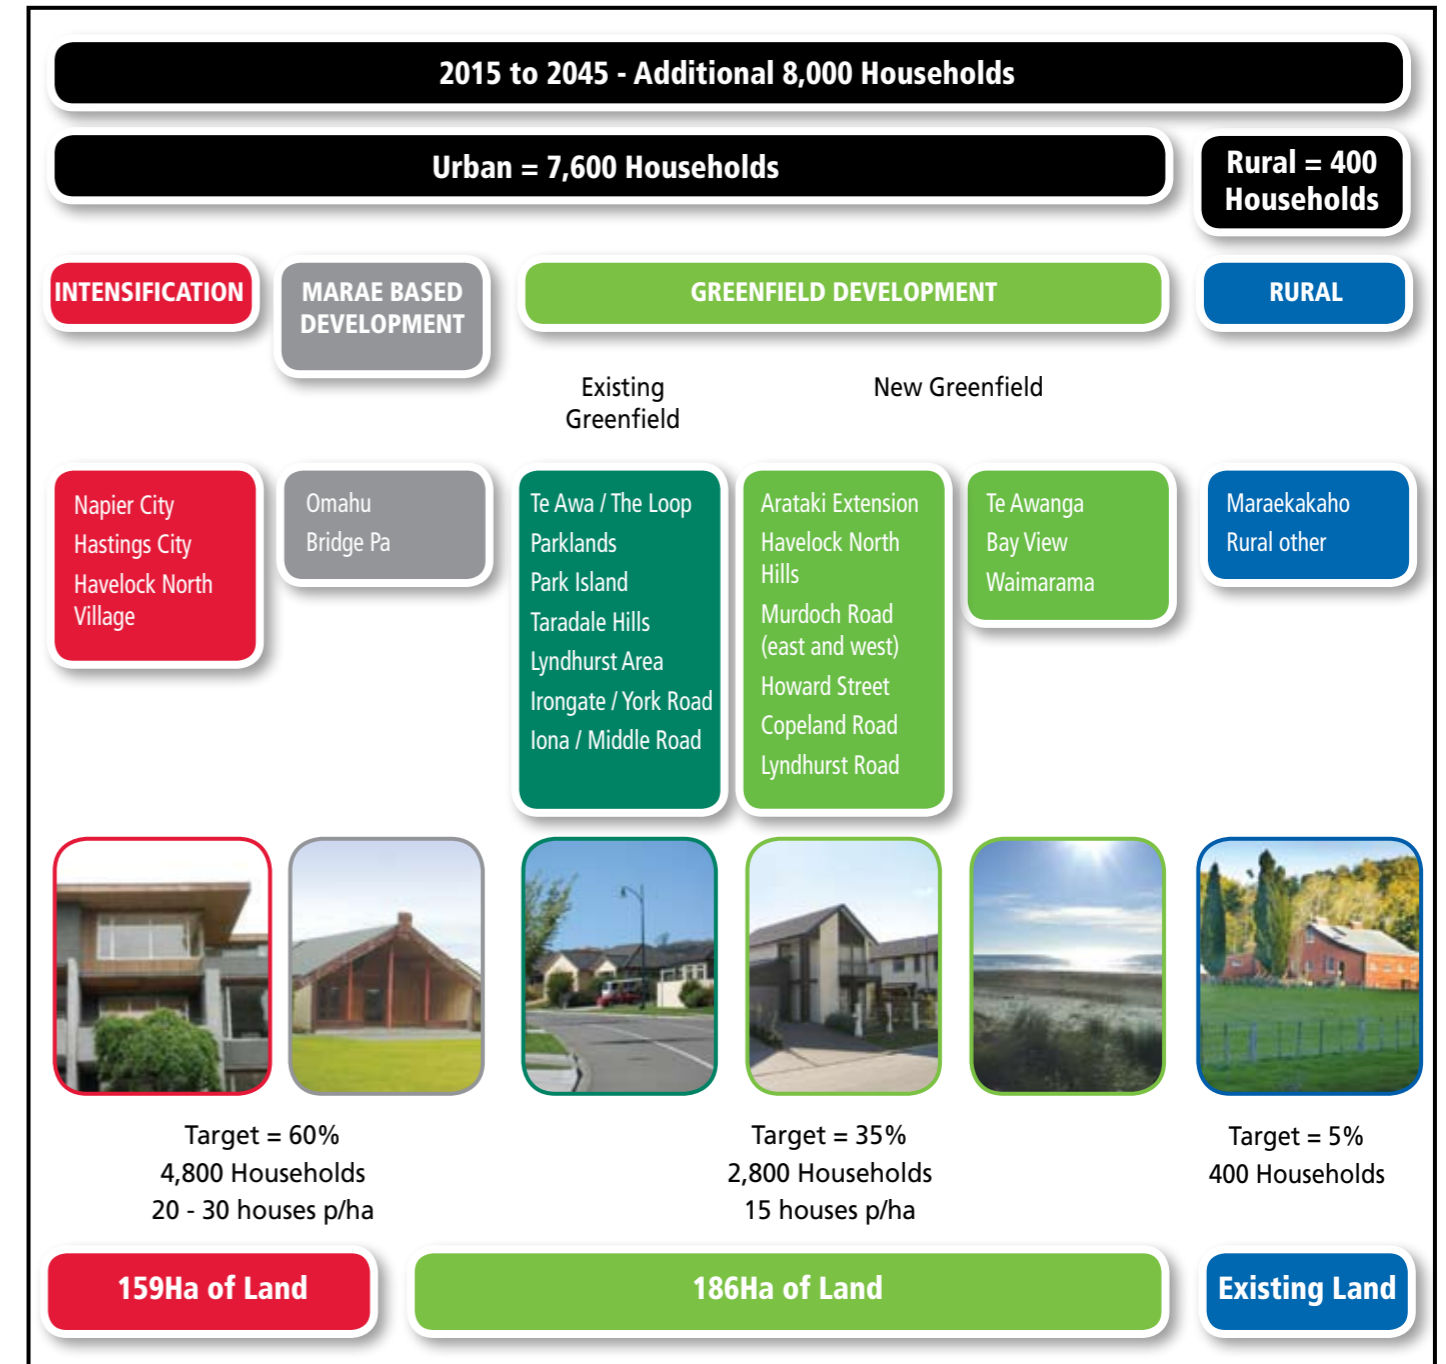 2015 to 2045 - Additional 8,000 Households
Urban = 7,600 Households
Rural = 400
Households
INTENSIFICATION
MARAE BASED
DEVELOPMENT
GREENFIELD DEVELOPMENT
RURAL
Existing
Greenfield
New Greenfield
Napier City
Hastings City
Havelock North
Village
Omahu
Bridge Pa
Te Awa / The Loop
Parklands
Park Island
Taradale Hills
Lyndhurst Area
Irongate / York Road
Iona / Middle Road
Arataki Extension
Havelock North
Hills
Murdoch Road
(east and west)
Howard Street
Copeland Road
Lyndhurst Road
Te Awanga
Bay View
Waimarama
Maraekakaho
Rural other
Target = 60%
4,800 Households
20 - 30 houses p/ha
Target = 35%
2,800 Households
15 houses p/ha
Target = 5%
400 Households
159Ha of Land
186Ha of Land
Existing Land